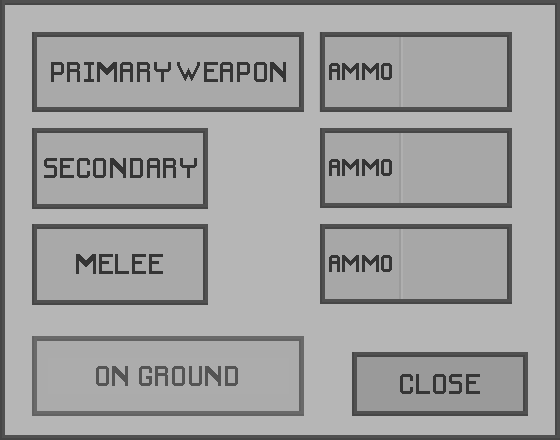 PRIMARY WEAPON AMMO
SECONDARY AMMO
MELEE AMMO
ON GROUND CLOSE